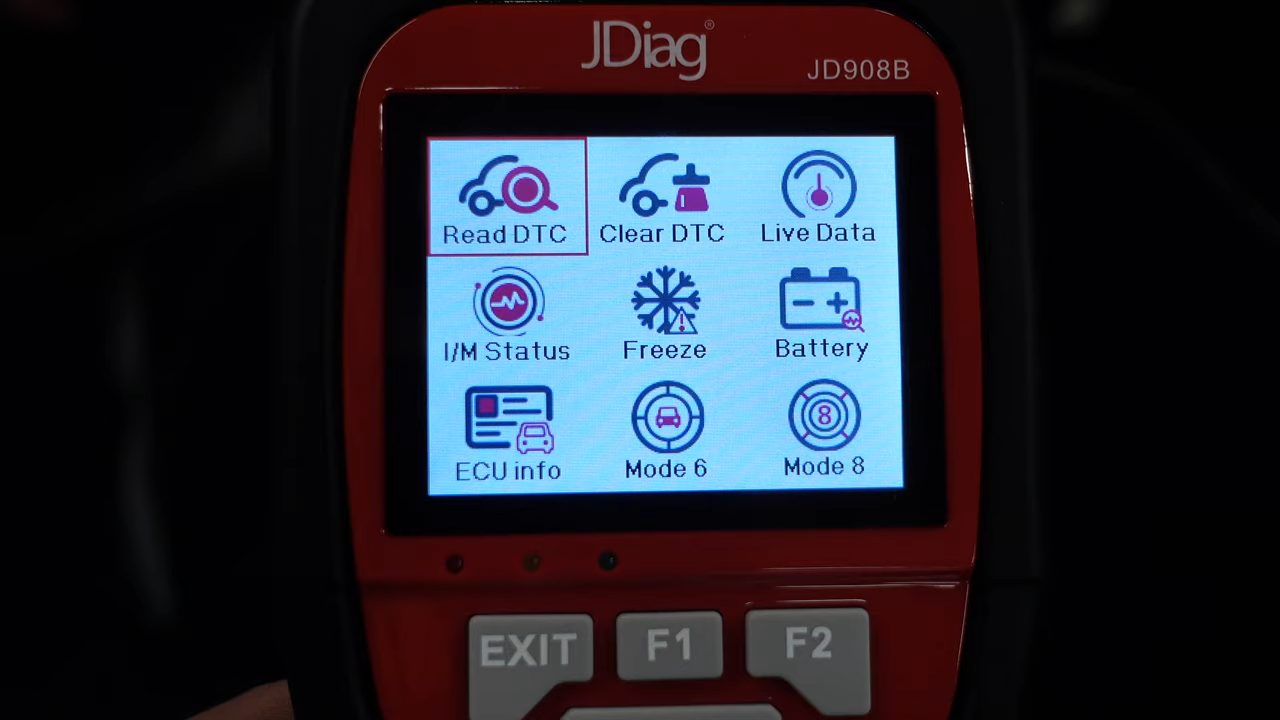 JDiag®
JD908B
Read DTC Clear DTC Live Data
I/M Status Freeze Battery
8
ECU info Mode 6 Mode 8
EXIT F1 F2